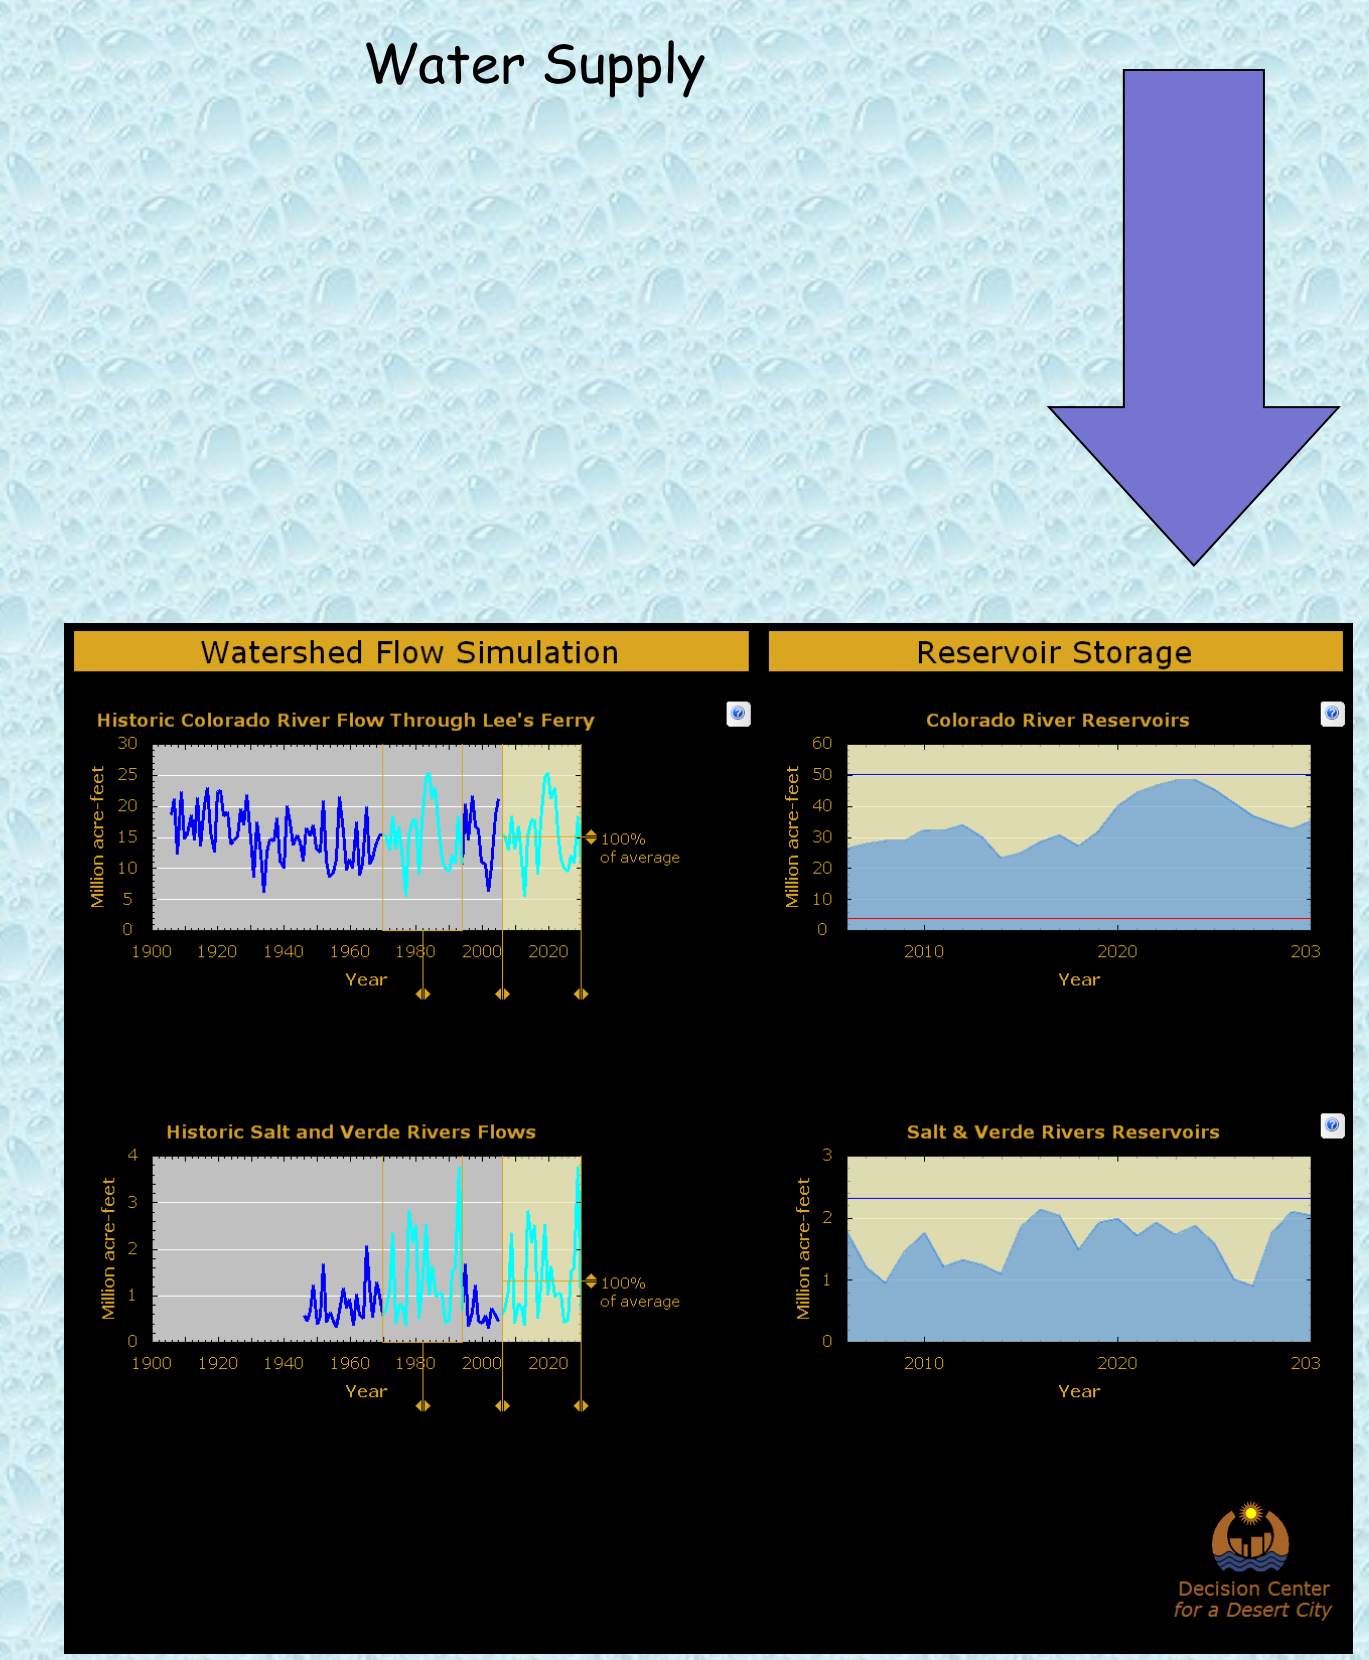 Water Supply
Watershed Flow Simulation
Reservoir Storage
Historic Colorado River Flow Through Lee's Ferry
30
25
20
15
10
5
0
Million acre-feet
1900 1920 1940 1960 1980 2000 2020
Year
100%
of average
Colorado River Reservoirs
60
50
40
30
20
10
0
Million acre-feet
2010 2020 203
Year
Historic Salt and Verde Rivers Flows
4
3
2
1
0
Million acre-feet
1900 1920 1940 1960 1980 2000 2020
Year
100%
of average
Salt & Verde Rivers Reservoirs
3
2
1
0
Million acre-feet
2010 2020 203
Year
Decision Center
for a Desert City